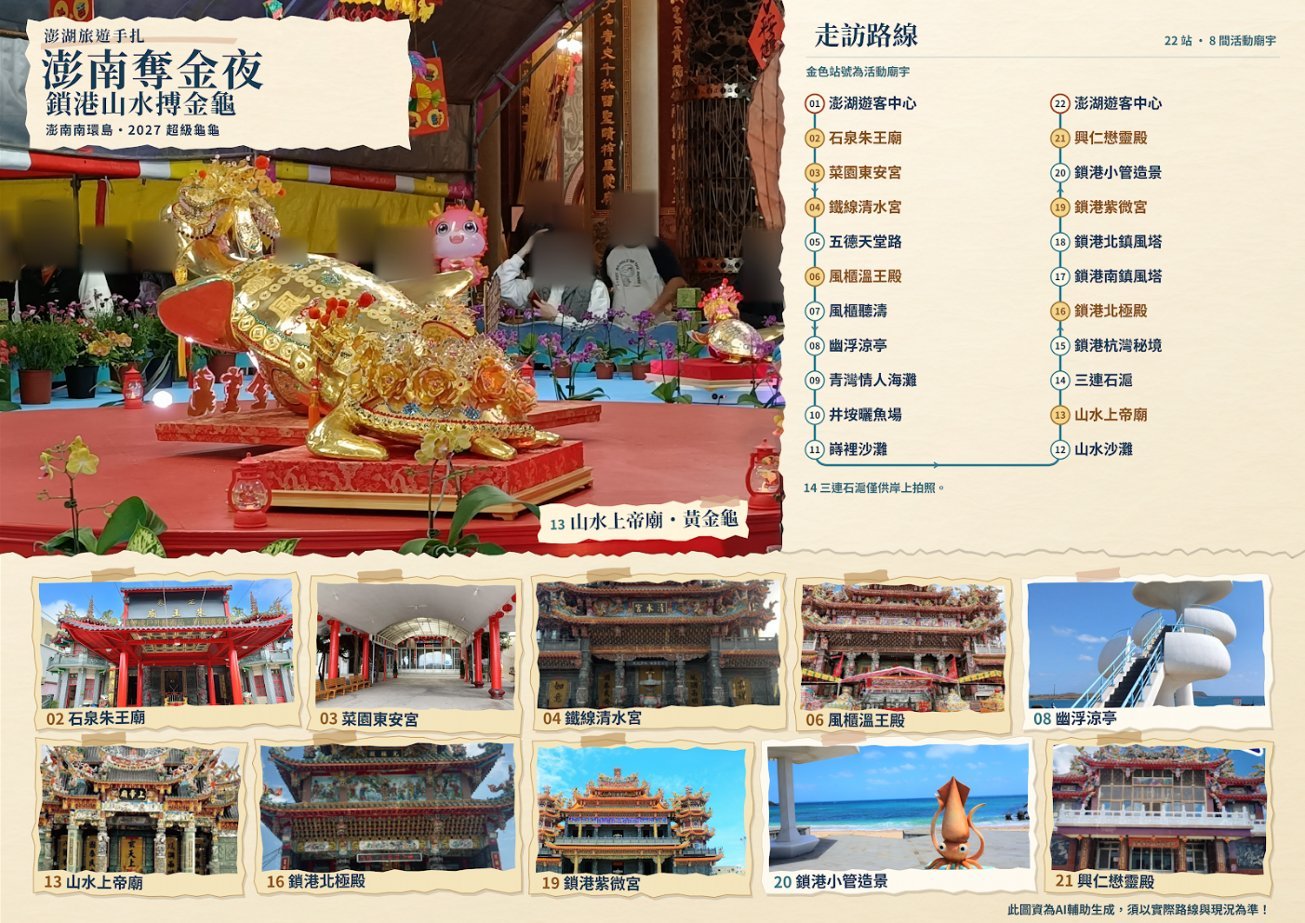 澎湖旅遊手扎
澎南奪金夜
鎖港山水搏金龜
澎南南環島・2027 超級龜龜
13 山水上帝廟・黃金龜
走訪路線
22 站・8 間活動廟宇
金色站號為活動廟宇
01 澎湖遊客中心
02 石泉朱王廟
03 菜園東安宮
04 鐵線清水宮
05 五德天堂路
06 風櫃溫王殿
07 風櫃聽濤
08 幽浮涼亭
09 青灣情人海灘
10 井垵曬魚場
11 嵵裡沙灘
22 澎湖遊客中心
21 興仁懋靈殿
20 鎖港小管造景
19 鎖港紫微宮
18 鎖港北鎮風塔
17 鎖港南鎮風塔
16 鎖港北極殿
15 鎖港杭灣秘境
14 三連石滬
13 山水上帝廟
12 山水沙灘
14 三連石滬僅供岸上拍照。
02 石泉朱王廟
03 菜園東安宮
清水宮
04 鐵線清水宮
06 風櫃溫王殿
08 幽浮涼亭
上帝廟
13 山水上帝廟
16 鎖港北極殿
19 鎖港紫微宮
20 鎖港小管造景
21 興仁懋靈殿
此圖資為AI輔助生成，須以實際路線與現況為準！